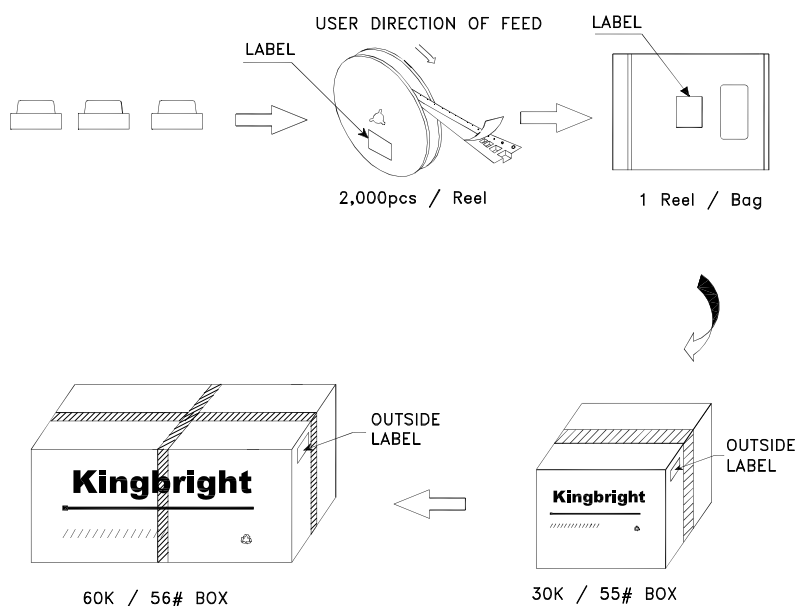 USER DIRECTION OF FEED
LABEL
LABEL
2,000pcs / Reel
1 Reel / Bag
OUTSIDE
LABEL
Kingbright
60K / 56# BOX
OUTSIDE
LABEL
Kingbright
30K / 55# BOX